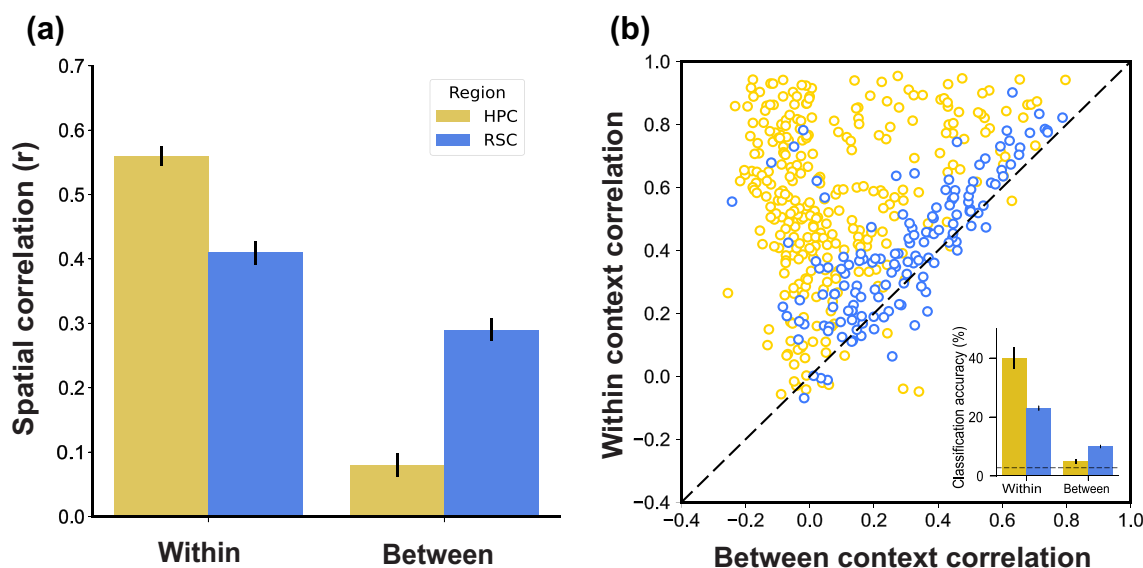 (a)
0.7
0.6
0.5
0.4
0.3
0.2
0.1
0.0
Spatial correlation (r)
Region
HPC
RSC
Within
Between
(b)
1.0
0.8
0.6
0.4
0.2
0.0
−0.2
−0.4
Within context correlation
−0.4
−0.2
0.0
0.2
0.4
0.6
0.8
1.0
Between context correlation
Classification accuracy (%)
40
20
0
Within
Between